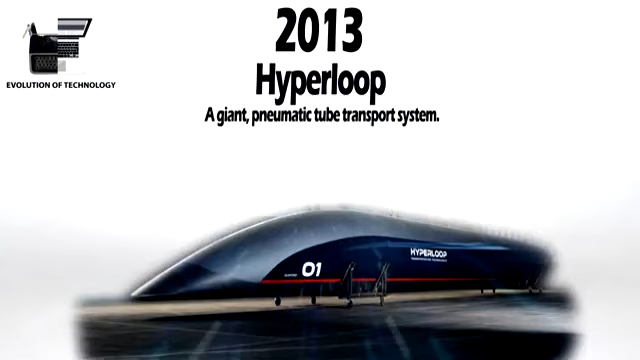 2013
Hyperloop
A giant, pneumatic tube transport system.
EVOLUTION OF TECHNOLOGY
HYPERLOOP
01